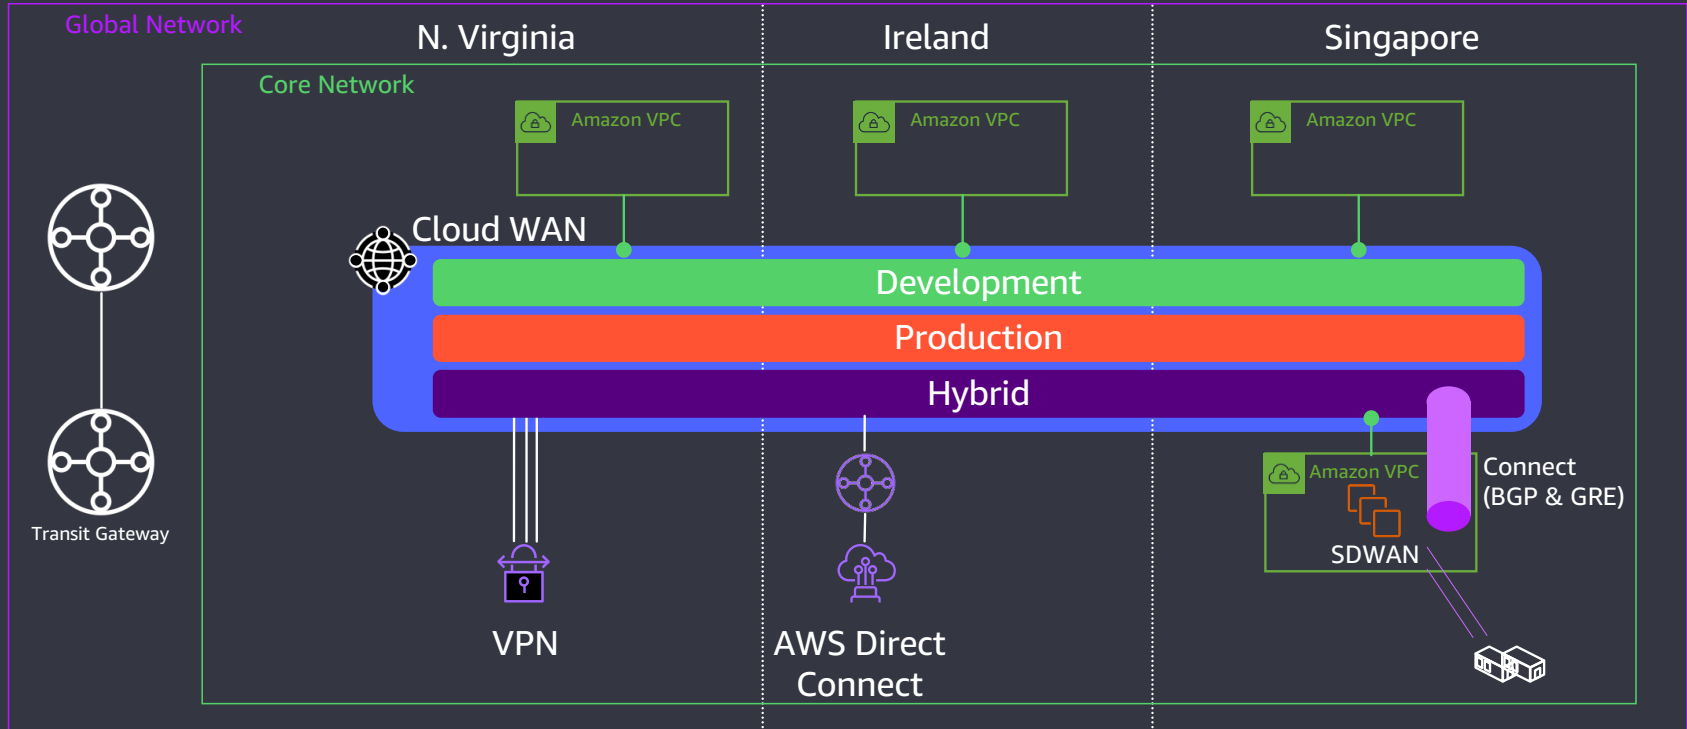 Global Network
N. Virginia
Ireland
Singapore
Core Network
Amazon VPC
Amazon VPC
Amazon VPC
Cloud WAN
Development
Production
Hybrid
Transit Gateway
Amazon VPC
SDWAN
Connect
(BGP & GRE)
VPN
AWS Direct
Connect